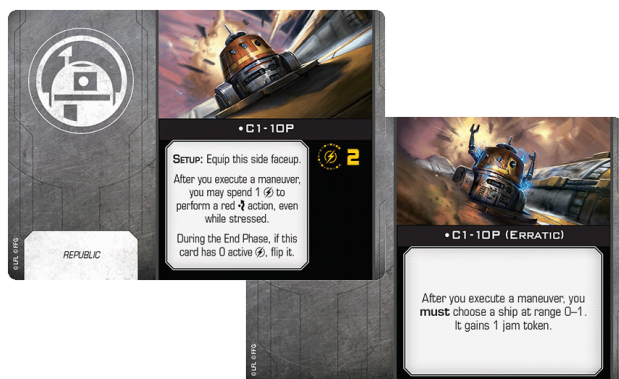 •C1-10P
SETUP: Equip this side faceup.
After you execute a maneuver,
you may spend 1 to
perform a red action, even
while stressed.
During the End Phase, if this
card has 0 active , flip it.
2
REPUBLIC
© LFL © FFG
•C1-10P (ERRATIC)
After you execute a maneuver, you
must choose a ship at range 0–1.
It gains 1 jam token.
© LFL © FFG